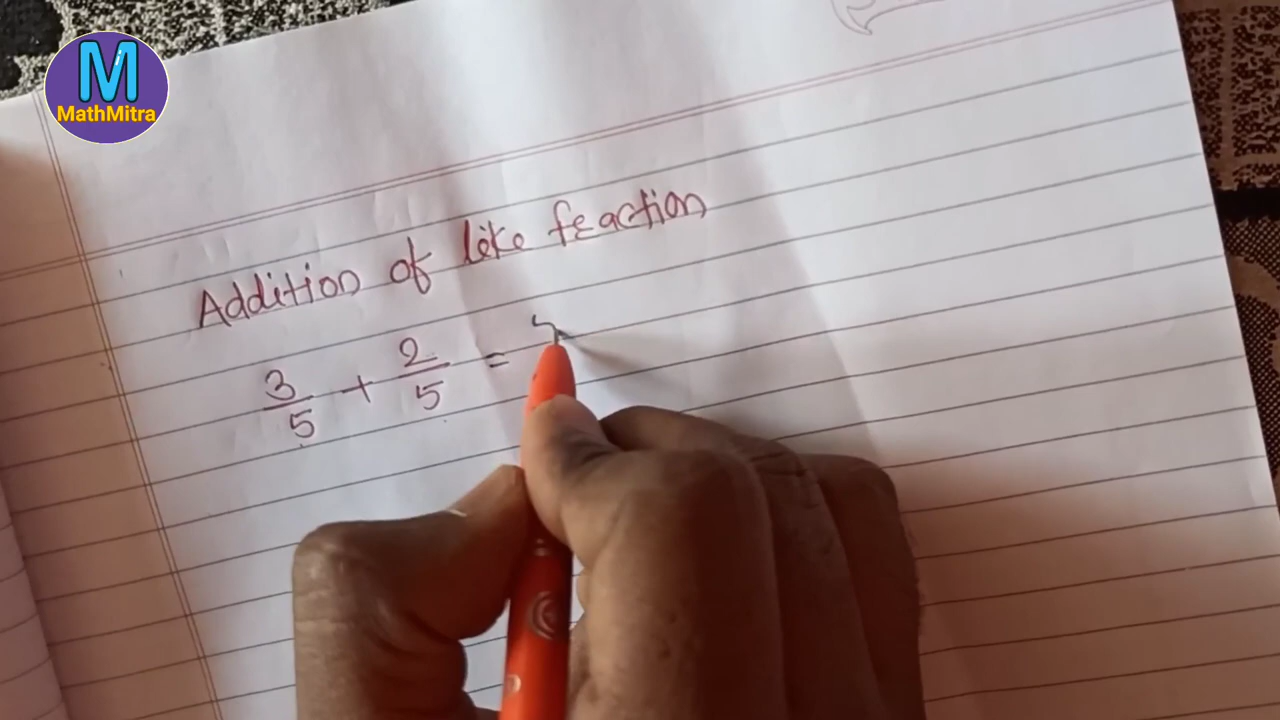 M
MathMitra
Addition of like feaction
3/5 + 2/5 =